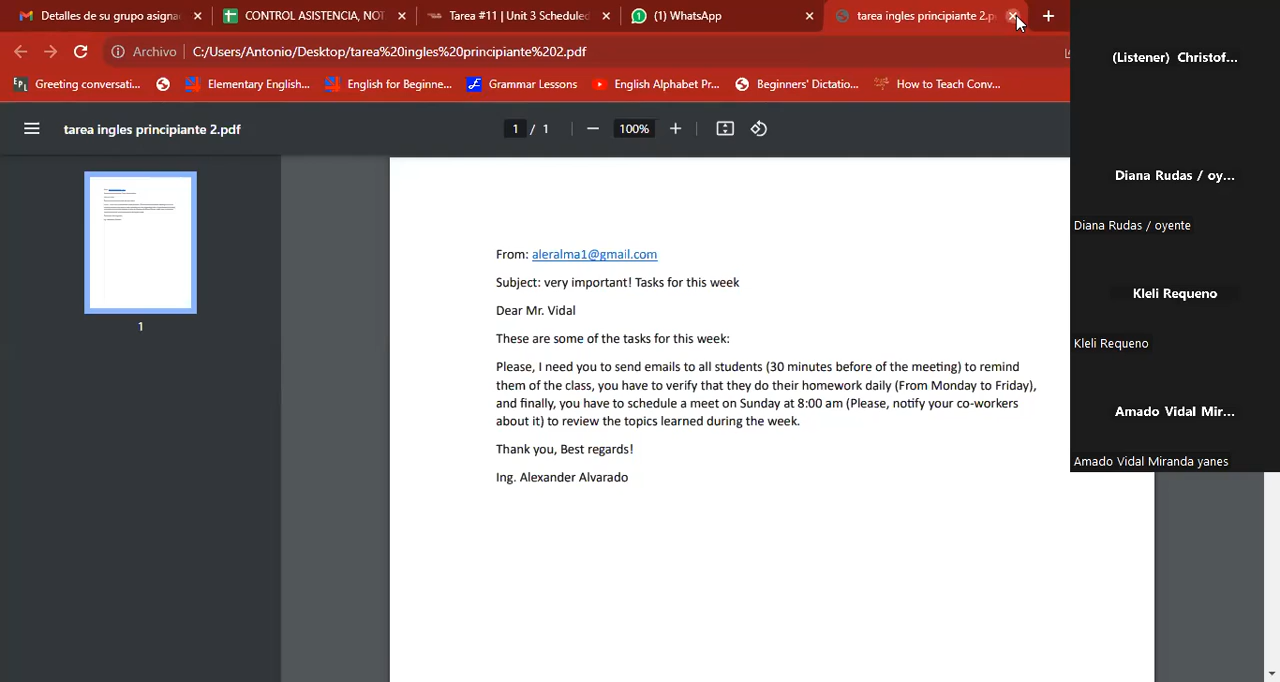 Detalles de su grupo asigna
CONTROL ASISTENCIA, NOT
Tarea #11 | Unit 3 Scheduled
(1) WhatsApp
tarea ingles principiante 2.p
Archivo
C:/Users/Antonio/Desktop/tarea%20ingles%20principiante%202.pdf
Greeting conversati...
Elementary English...
English for Beginne...
Grammar Lessons
English Alphabet Pr...
Beginners' Dictatio...
How to Teach Conv...
tarea ingles principiante 2.pdf
1 / 1
100%
1
From: aleralma1@gmail.com
Subject: very important! Tasks for this week
Dear Mr. Vidal
These are some of the tasks for this week:
Please, I need you to send emails to all students (30 minutes before of the meeting) to remind
them of the class, you have to verify that they do their homework daily (From Monday to Friday),
and finally, you have to schedule a meet on Sunday at 8:00 am (Please, notify your co-workers
about it) to review the topics learned during the week.
Thank you, Best regards!
Ing. Alexander Alvarado
(Listener) Christof...
Diana Rudas / oy...
Diana Rudas / oyente
Kleli Requeno
Kleli Requeno
Amado Vidal Mir...
Amado Vidal Miranda yanes